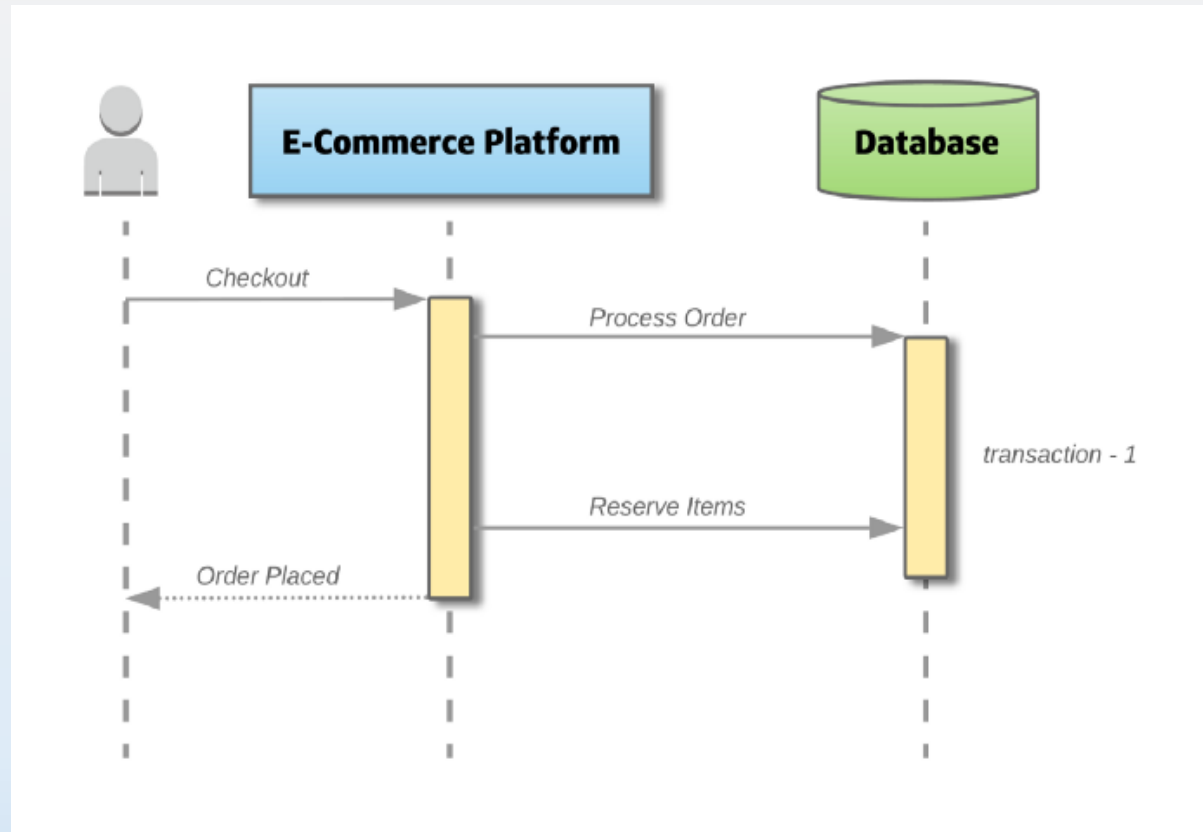 E-Commerce Platform
Database
Checkout
Process Order
transaction - 1
Reserve Items
Order Placed